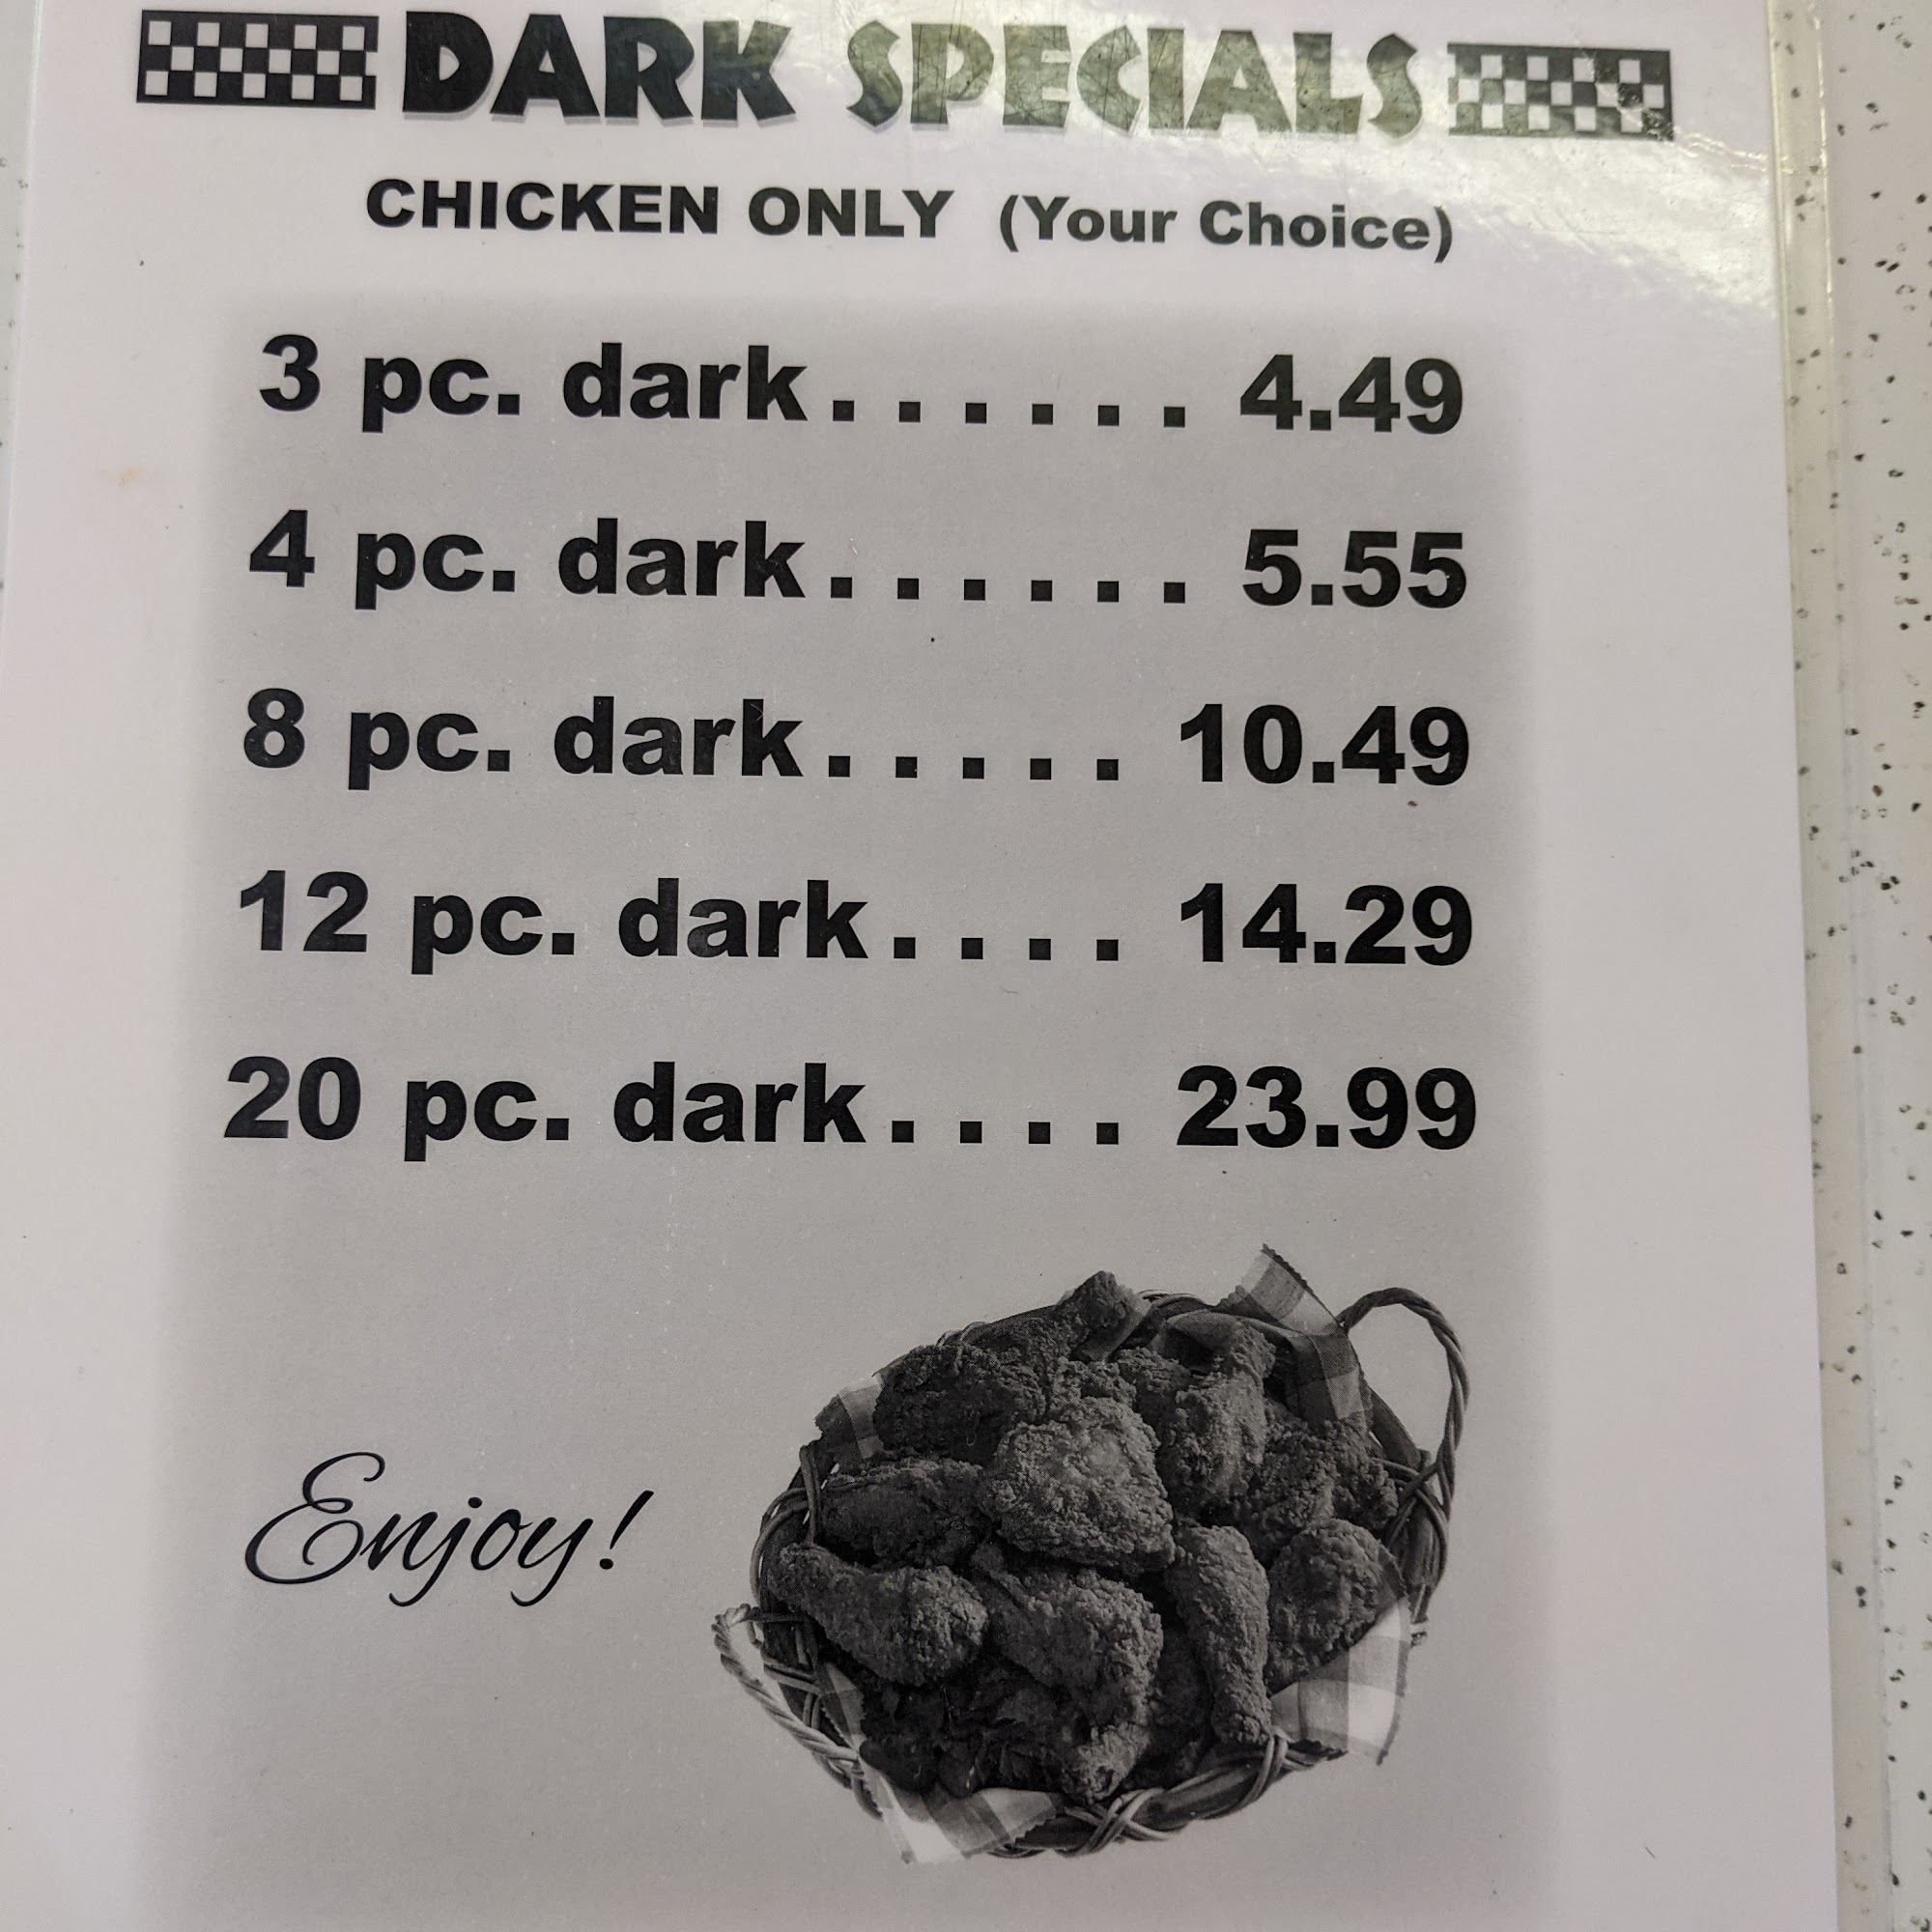 DARK SPECIALS
CHICKEN ONLY (Your Choice)
3 pc. dark . . . . . . 4.49
4 pc. dark . . . . . . 5.55
8 pc. dark . . . . . 10.49
12 pc. dark . . . . 14.29
20 pc. dark . . . . 23.99
Enjoy!